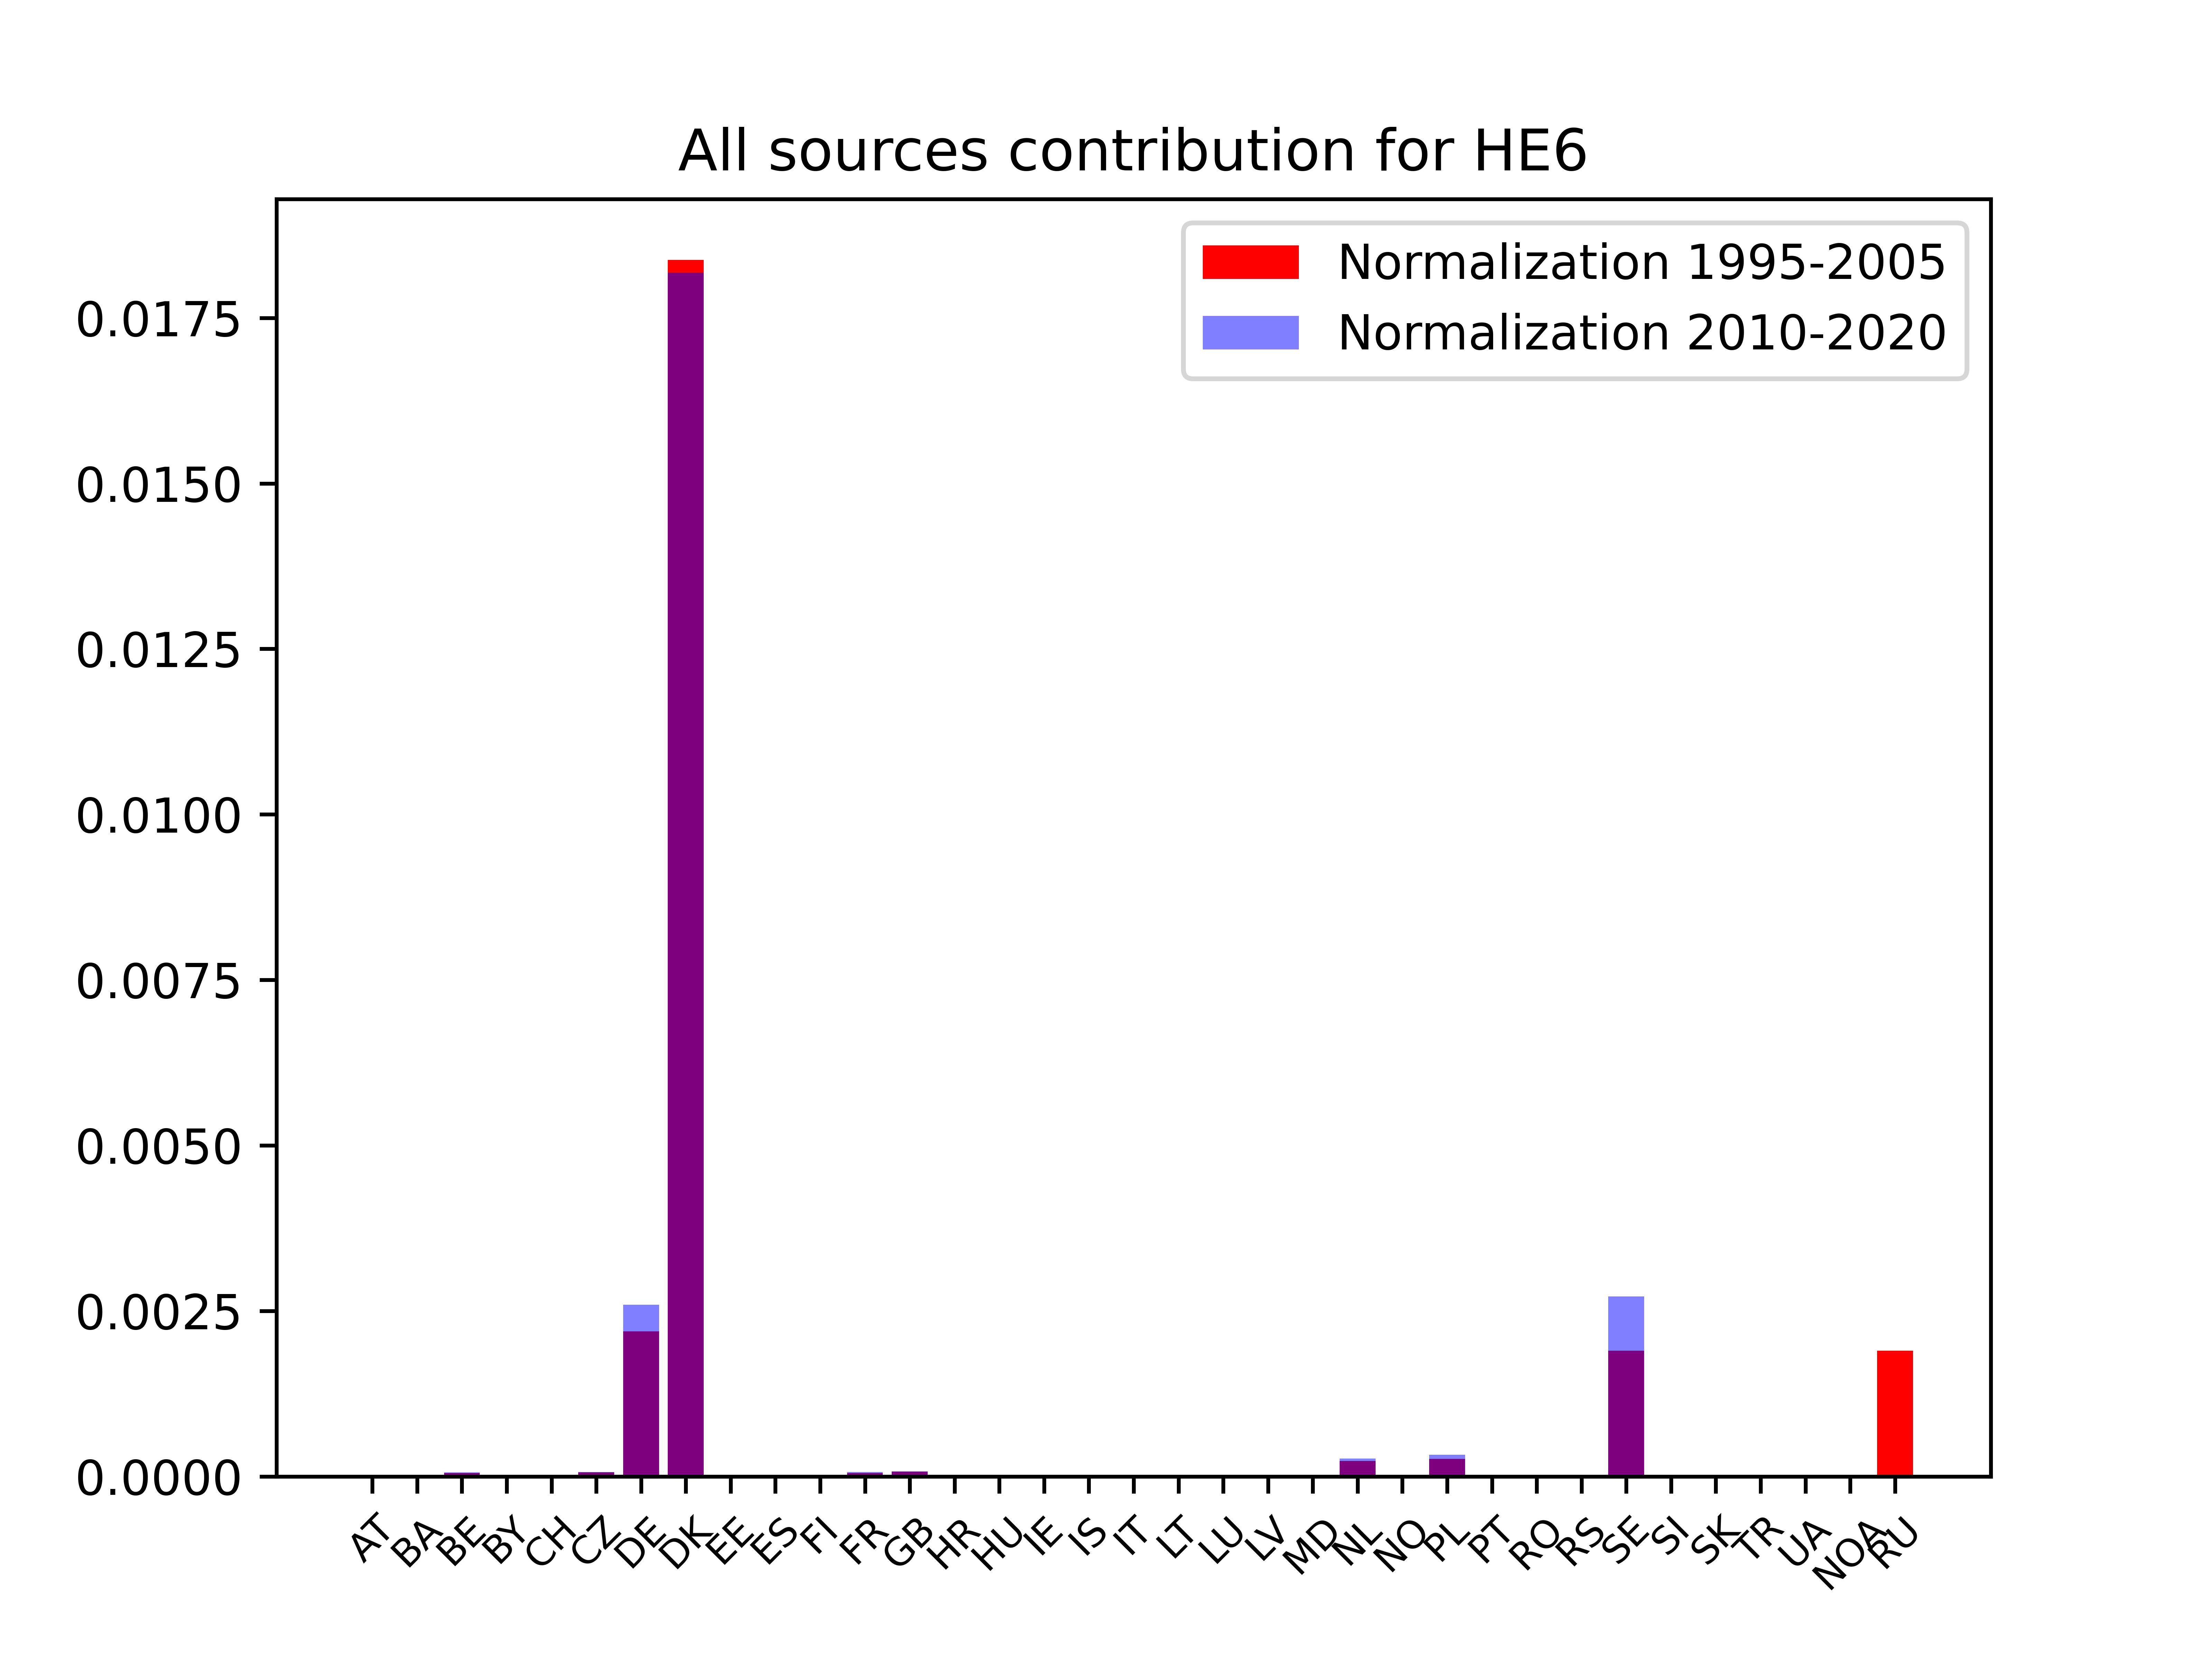 All sources contribution for HE6
Normalization 1995-2005
Normalization 2010-2020
0.0175
0.0150
0.0125
0.0100
0.0075
0.0050
0.0025
0.0000
AT BA BE BY CH CZ DE DK EE ES FI FR GB HR HU IE IS IT LT LU LV MD NL NO PL PT RO RS SE SI SK TR UA NOA RU